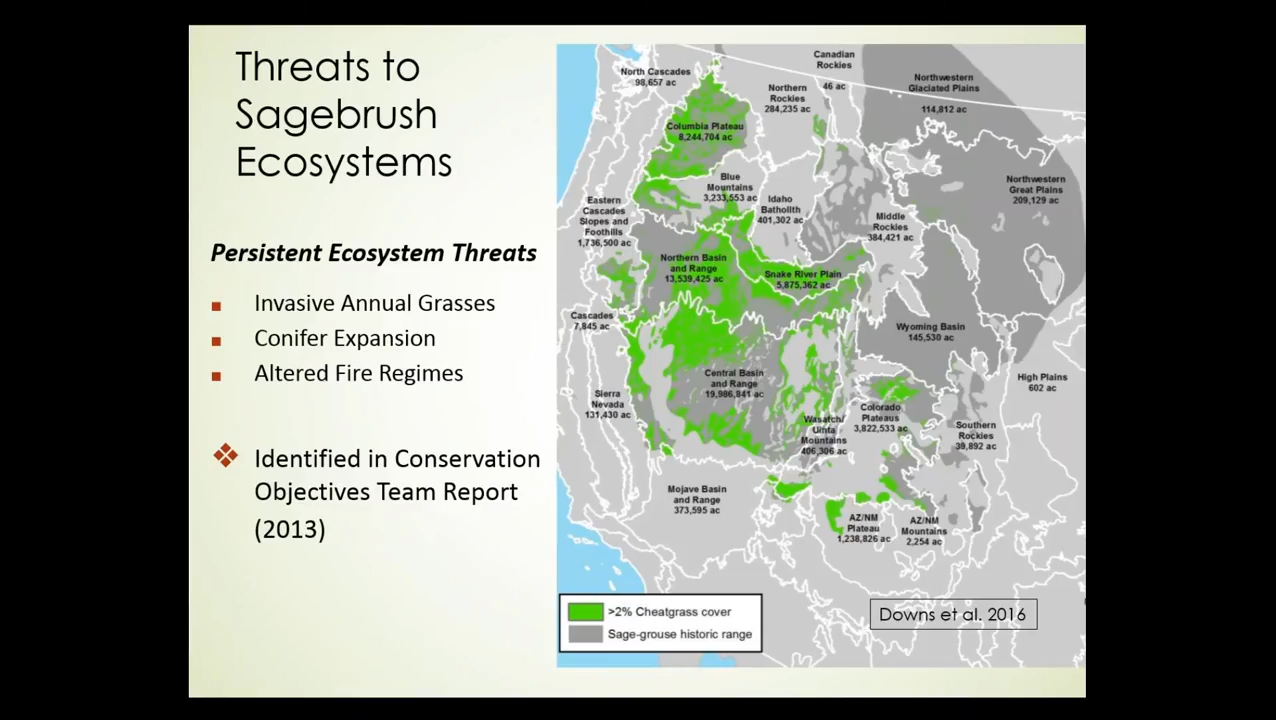 Threats to
Sagebrush
Ecosystems
Persistent Ecosystem Threats
Invasive Annual Grasses
Conifer Expansion
Altered Fire Regimes
Identified in Conservation
Objectives Team Report
(2013)
North Cascades
98,657 ac
Canadian
Rockies
46 ac
Northern
Rockies
284,235 ac
Northwestern
Glaciated Plains
114,812 ac
Columbia Plateau
8,244,704 ac
Blue
Mountains
3,233,553 ac
Idaho
Batholith
401,302 ac
Northwestern
Great Plains
209,129 ac
Eastern
Cascades
Slopes and
Foothills
1,736,500 ac
Middle
Rockies
384,421 ac
Northern Basin
and Range
13,539,425 ac
Snake River Plain
5,875,362 ac
Cascades
7,845 ac
Wyoming Basin
145,530 ac
Central Basin
and Range
19,986,841 ac
High Plains
602 ac
Sierra
Nevada
131,430 ac
Wasatch/
Uinta
Mountains
406,306 ac
Colorado
Plateaus
3,822,533 ac
Southern
Rockies
39,892 ac
Mojave Basin
and Range
373,595 ac
AZ/NM
Plateau
1,238,826 ac
AZ/NM
Mountains
2,254 ac
>2% Cheatgrass cover
Sage-grouse historic range
Downs et al. 2016